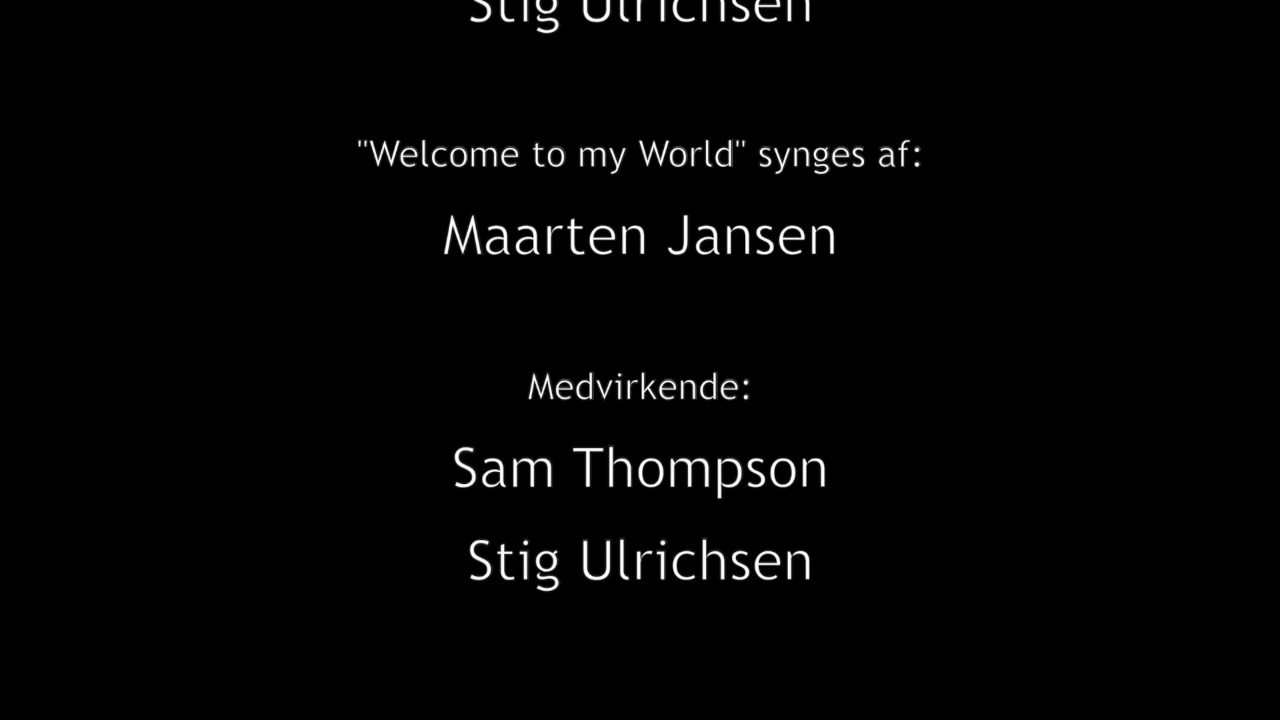 Stig Ulrichsen
"Welcome to my World" synges af:
Maarten Jansen
Medvirkende:
Sam Thompson
Stig Ulrichsen